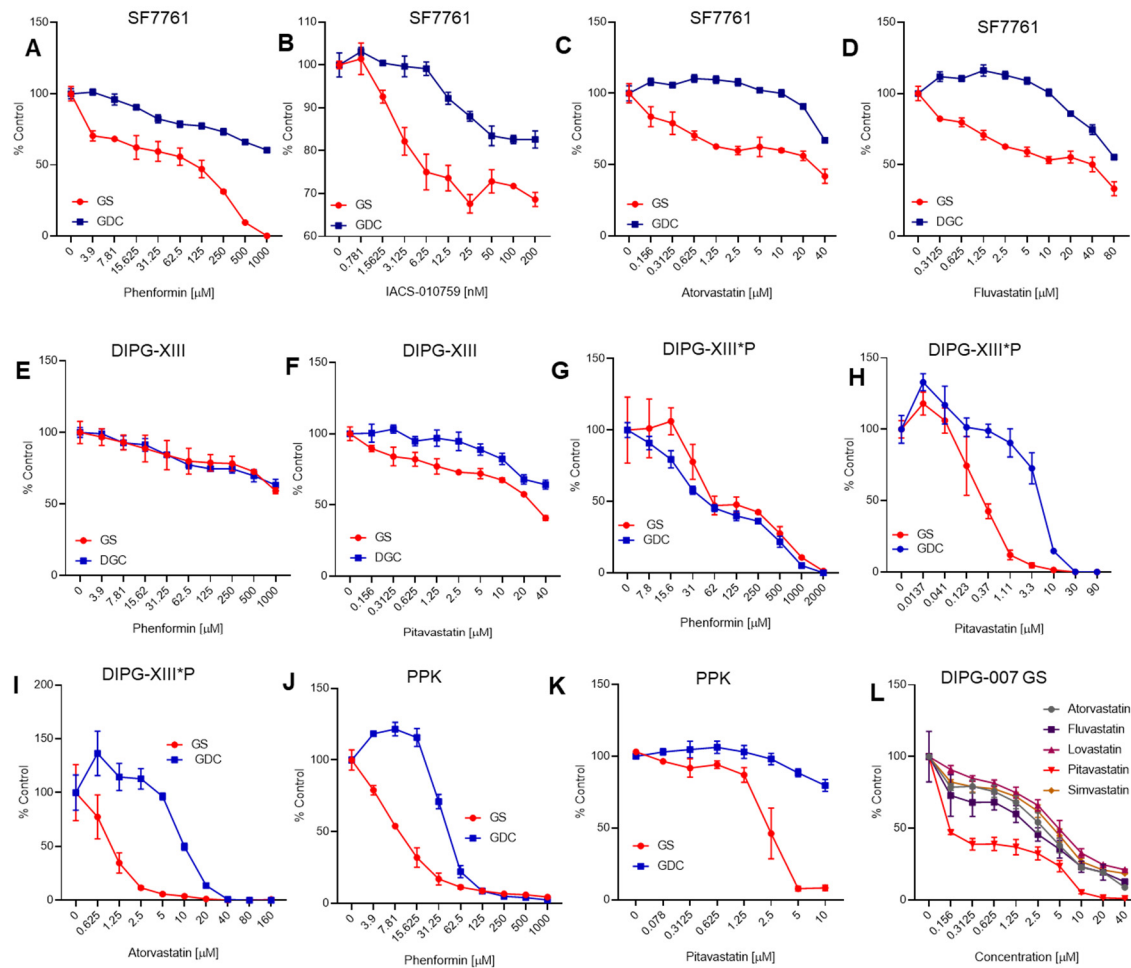 A
SF7761
% Control
150
100
50
0
GS
GDC
0
3.9
7.81
15.625
31.25
62.5
125
250
500
1000
Phenformin [µM]
B
SF7761
% Control
110
100
90
80
70
60
GS
GDC
0
0.781
1.5625
3.125
6.25
12.5
25
50
100
200
IACS-010759 [nM]
C
SF7761
% Control
150
100
50
0
GS
GDC
0
0.156
0.3125
0.625
1.25
2.5
5
10
20
40
Atorvastatin [µM]
D
SF7761
% Control
150
100
50
0
GS
DGC
0
0.3125
0.625
1.25
2.5
5
10
20
40
80
Fluvastatin [µM]
E
DIPG-XIII
% Control
150
100
50
0
GS
DGC
0
3.9
7.81
15.62
31.25
62.5
125
250
500
1000
Phenformin [µM]
F
DIPG-XIII
% Control
150
100
50
0
GS
DGC
0
0.156
0.3125
0.625
1.25
2.5
5
10
20
40
Pitavastatin [µM]
G
DIPG-XIII*P
% Control
150
100
50
0
GS
GDC
0
7.8
15.6
31
62
125
250
500
1000
2000
Phenformin [µM]
H
DIPG-XIII*P
% Control
150
100
50
0
GS
GDC
0
0.0137
0.041
0.123
0.37
1.11
3.3
10
30
90
Pitavastatin [µM]
I
DIPG-XIII*P
% Control
200
150
100
50
0
GS
GDC
0
0.625
1.25
2.5
5
10
20
40
80
160
Atorvastatin [µM]
J
PPK
% Control
150
100
50
0
GS
GDC
0
3.9
7.81
15.625
31.25
62.5
125
250
500
1000
Phenformin [µM]
K
PPK
% Control
150
100
50
0
GS
GDC
0
0.078
0.3125
0.625
1.25
2.5
5
10
Pitavastatin [µM]
L
DIPG-007 GS
% Control
150
100
50
0
Atorvastatin
Fluvastatin
Lovastatin
Pitavastatin
Simvastatin
0
0.156
0.3125
0.625
1.25
2.5
5
10
20
40
Concentration [µM]